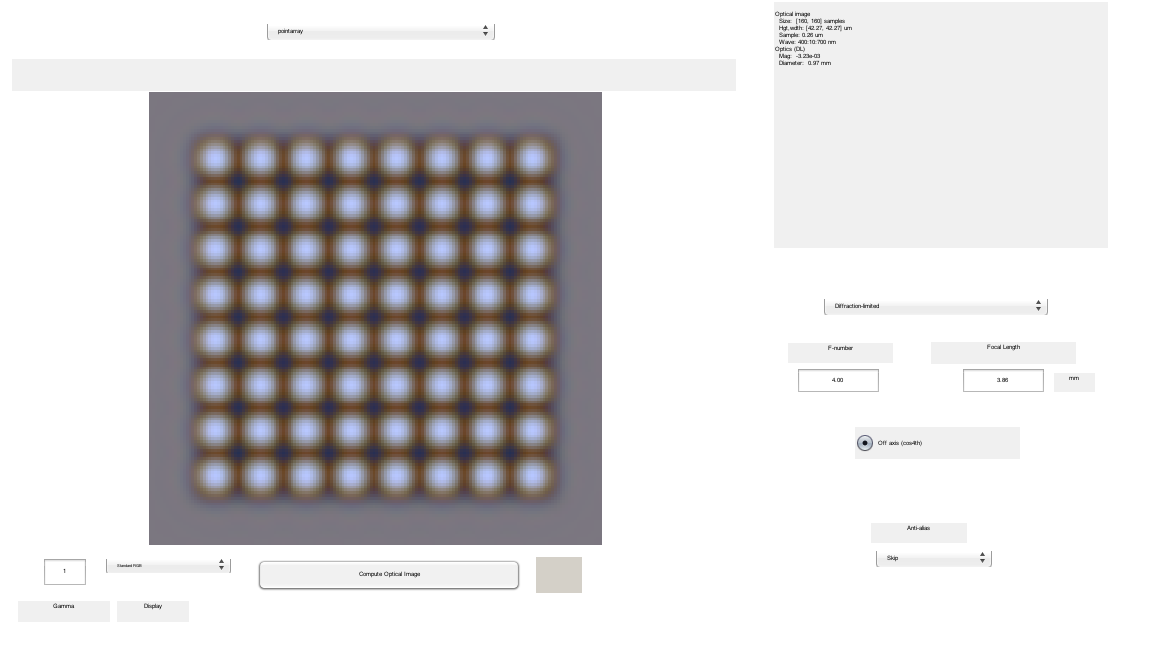 pointarray
Optical image
Size: [160, 160] samples
Hgt,wdth: [42.27, 42.27] um
Sample: 0.26 um
Wave: 400:10:700 nm
Optics (DL)
Mag: -3.23e-03
Diameter: 0.97 mm
Diffraction-limited
F-number
Focal Length
4.00
3.86
mm
Off axis (cos4th)
Anti-alias
Skip
1
Standard RGB
Compute Optical Image
Gamma
Display